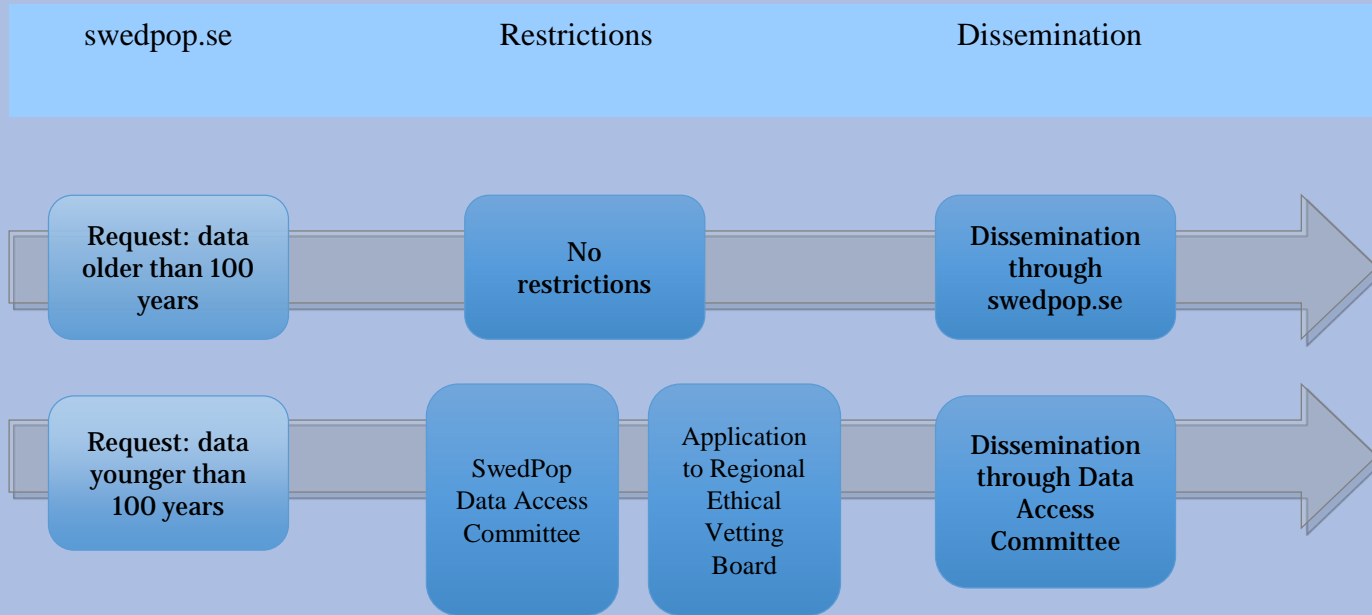 swedpop.se
Restrictions
Dissemination
Request: data
older than 100
years
No
restrictions
Dissemination
through
swedpop.se
Request: data
younger than
100 years
SwedPop
Data Access
Committee
Application
to Regional
Ethical
Vetting
Board
Dissemination
through Data
Access
Committee